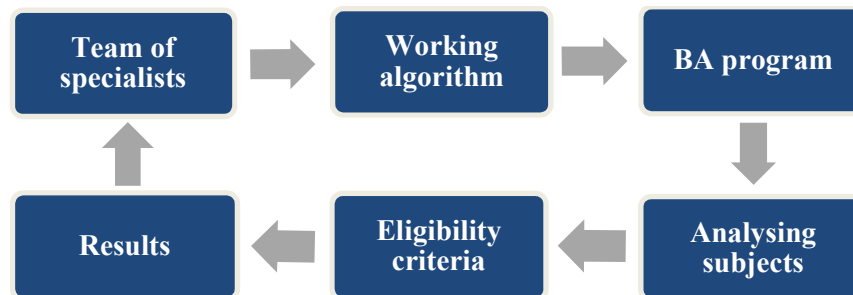 Team of
specialists
Working
algorithm
BA program
Analysing
subjects
Eligibility
criteria
Results